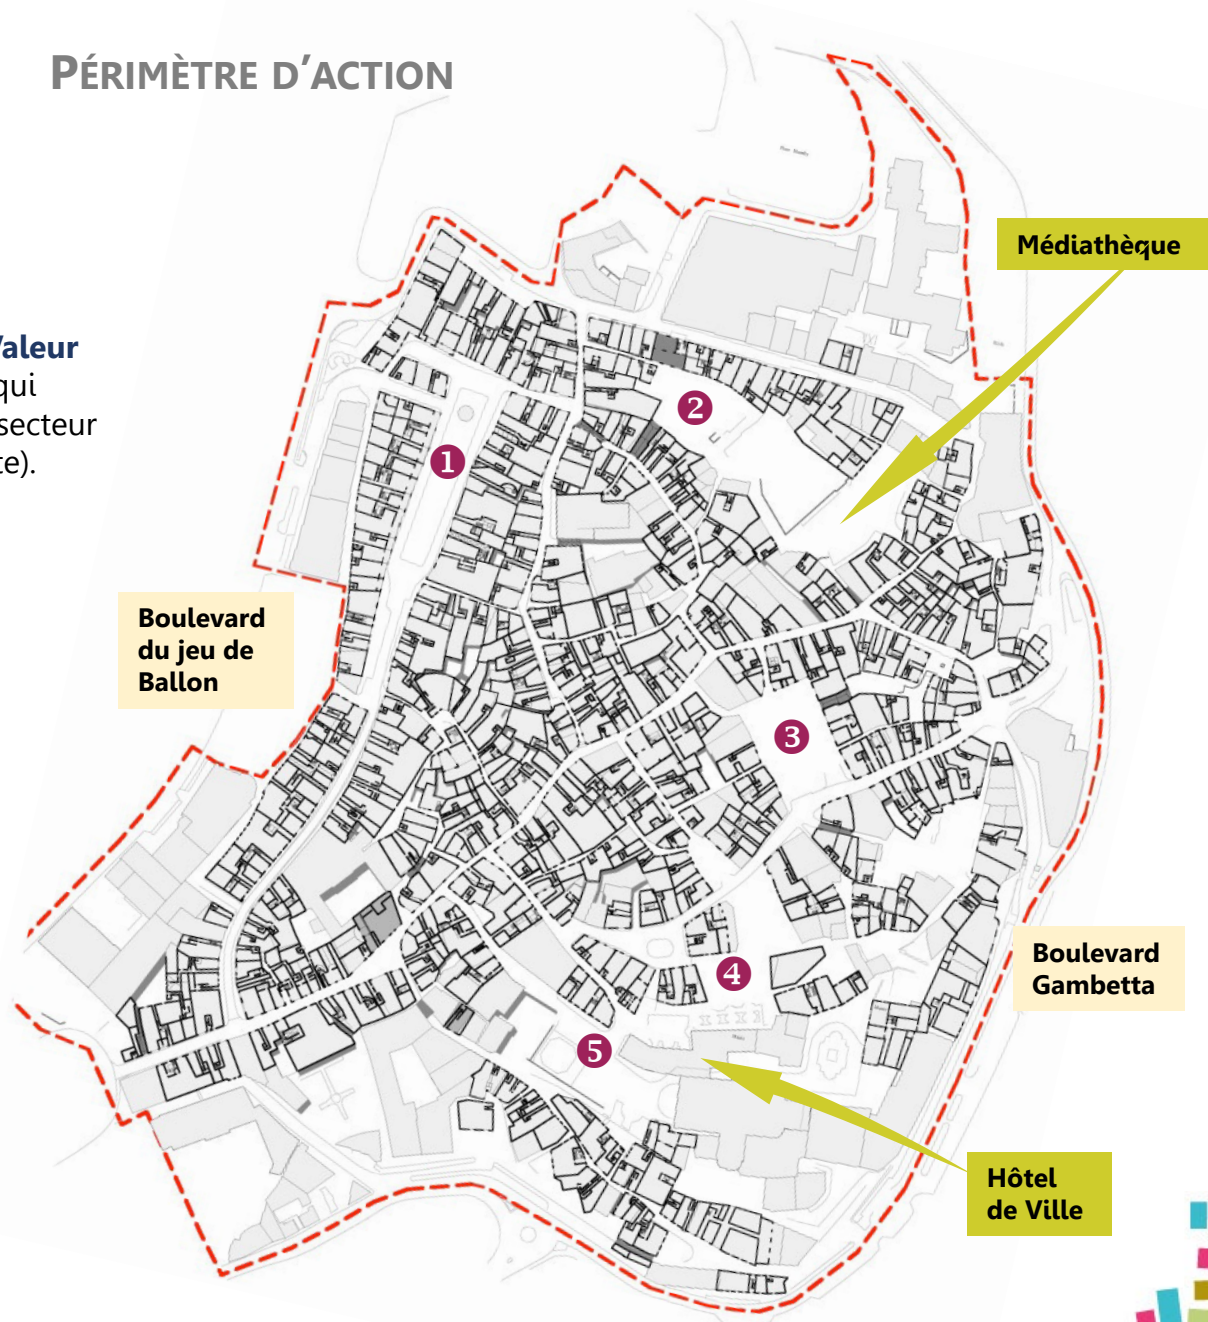 PÉRIMÈTRE D'ACTION
Médiathèque
Valeur
qui
secteur
te).
2
1
Boulevard
du jeu de
Ballon
3
Boulevard
Gambetta
4
5
Hôtel
de Ville